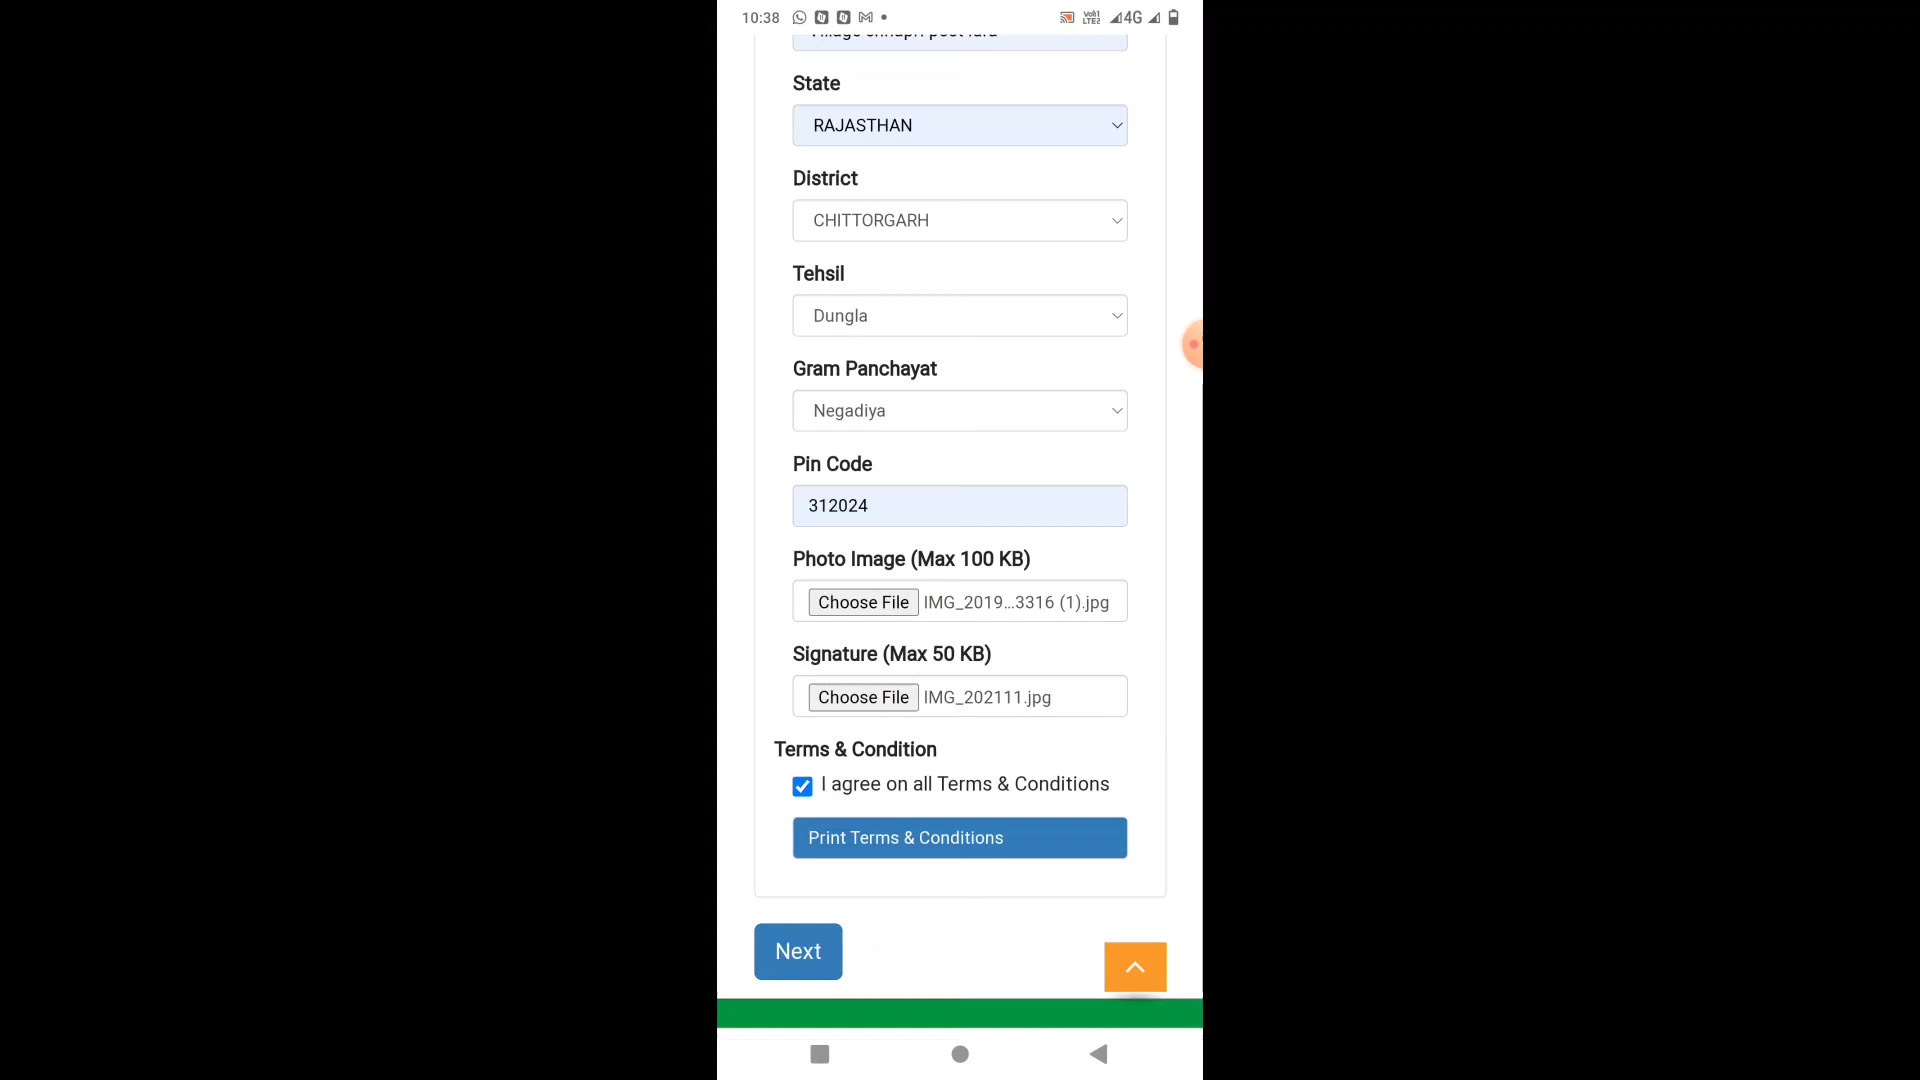 10:38 4G
State
RAJASTHAN
District
CHITTORGARH
Tehsil
Dungla
Gram Panchayat
Negadiya
Pin Code
312024
Photo Image (Max 100 KB)
Choose File IMG_2019...3316 (1).jpg
Signature (Max 50 KB)
Choose File IMG_202111.jpg
Terms & Condition
I agree on all Terms & Conditions
Print Terms & Conditions
Next